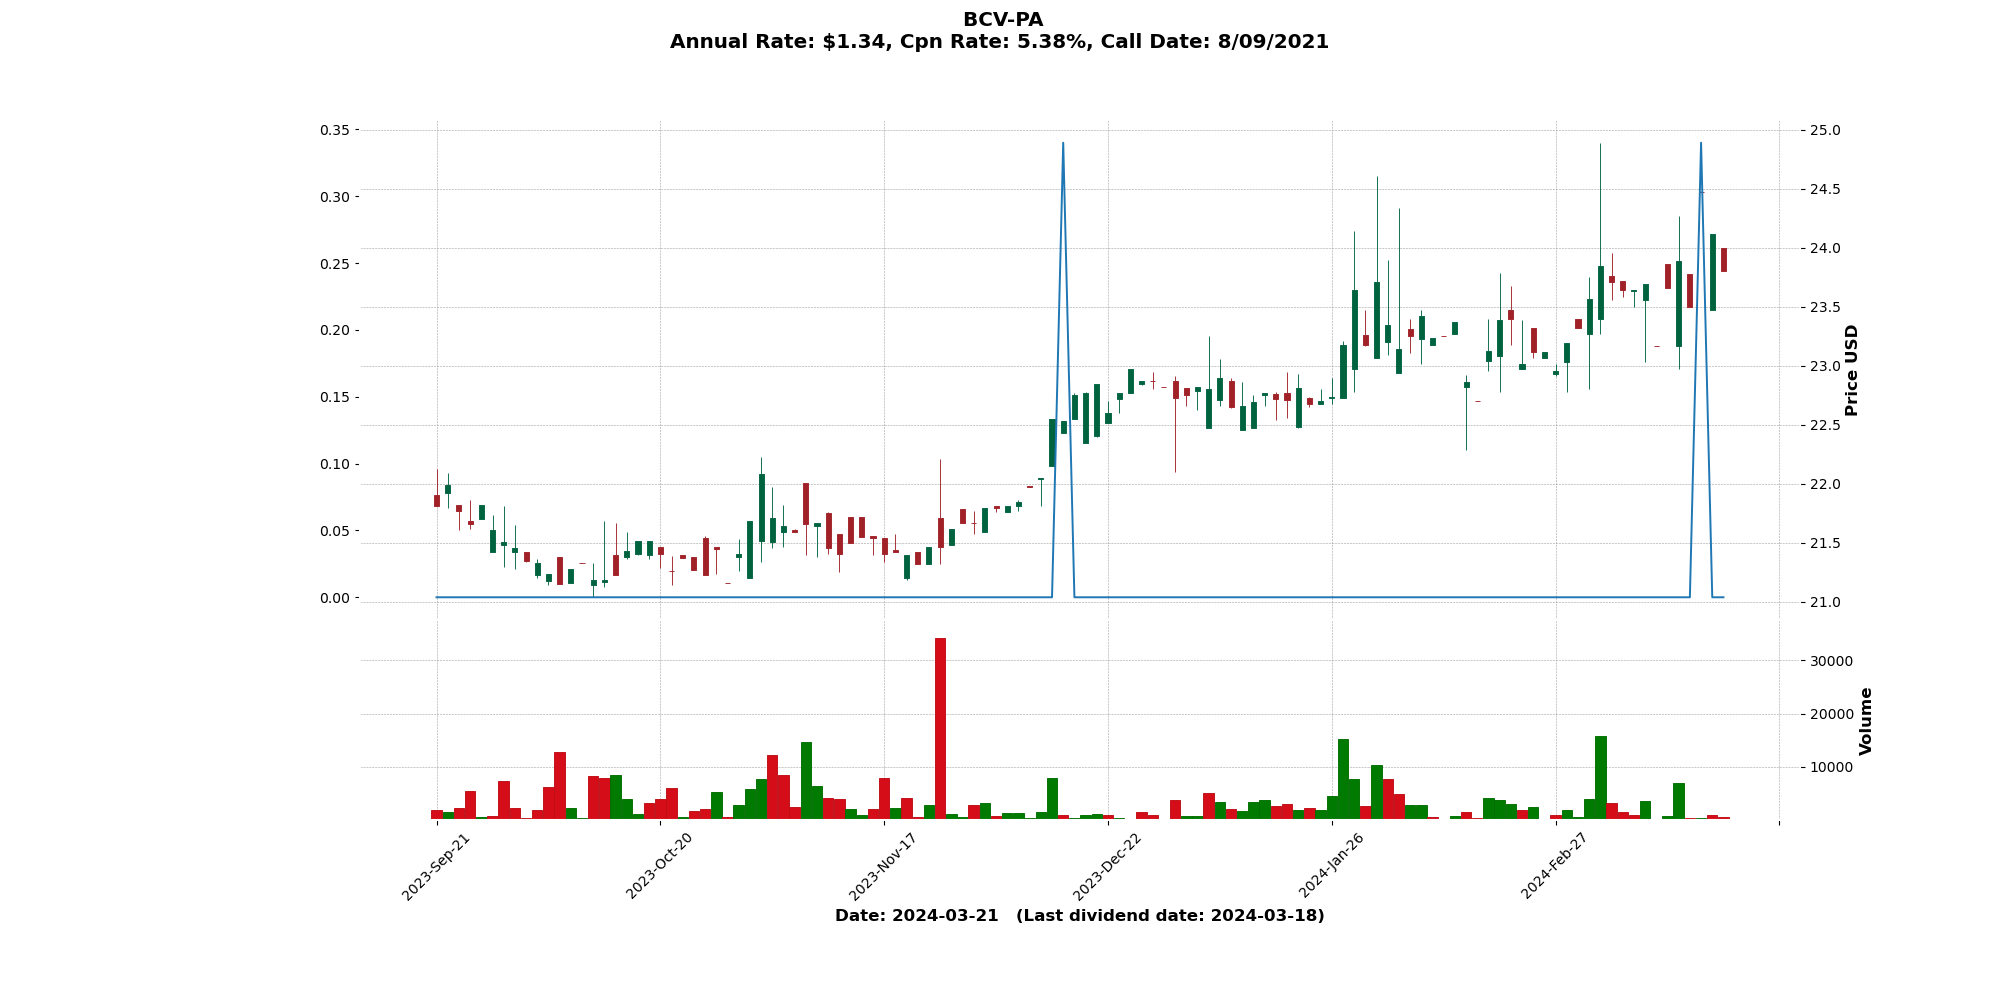 BCV-PA
Annual Rate: $1.34, Cpn Rate: 5.38%, Call Date: 8/09/2021
0.35
0.30
0.25
0.20
0.15
0.10
0.05
0.00
25.0
24.5
24.0
23.5
23.0
22.5
22.0
21.5
21.0
Price USD
30000
20000
10000
Volume
2023-Sep-21
2023-Oct-20
2023-Nov-17
2023-Dec-22
2024-Jan-26
2024-Feb-27
Date: 2024-03-21 (Last dividend date: 2024-03-18)